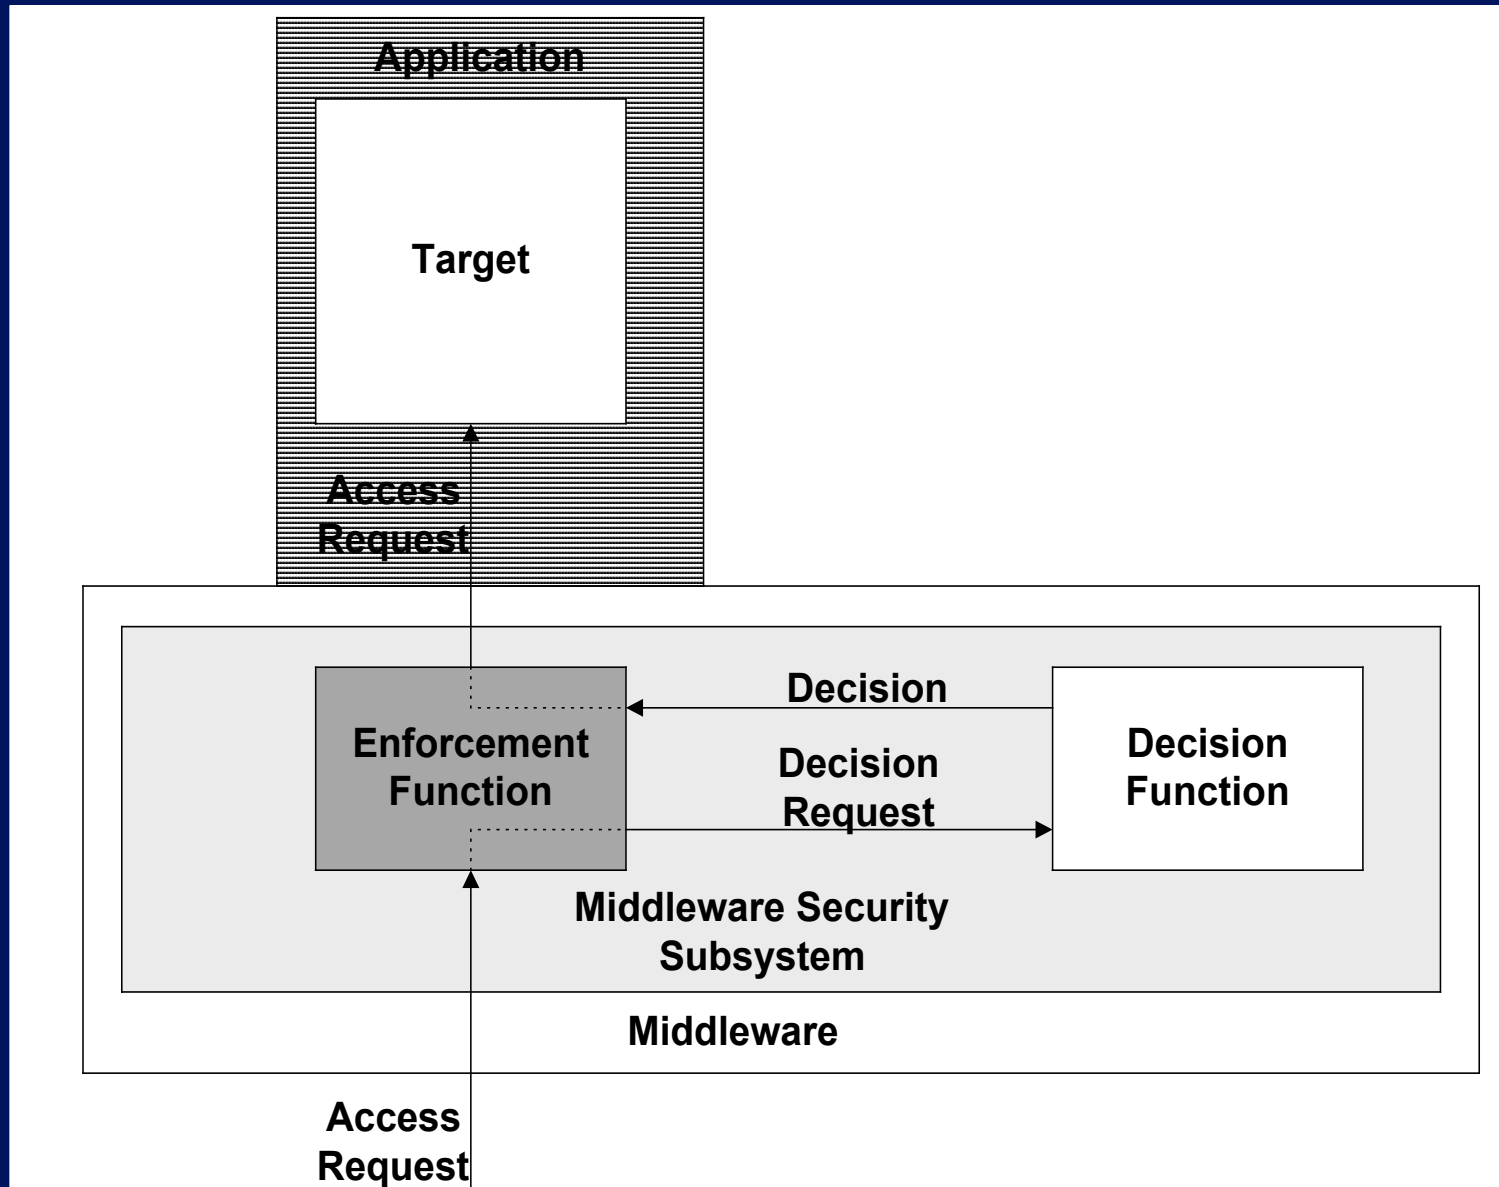 Application
Target
Access
Request
Decision
Enforcement
Function
Decision
Request
Decision
Function
Middleware Security
Subsystem
Middleware
Access
Request